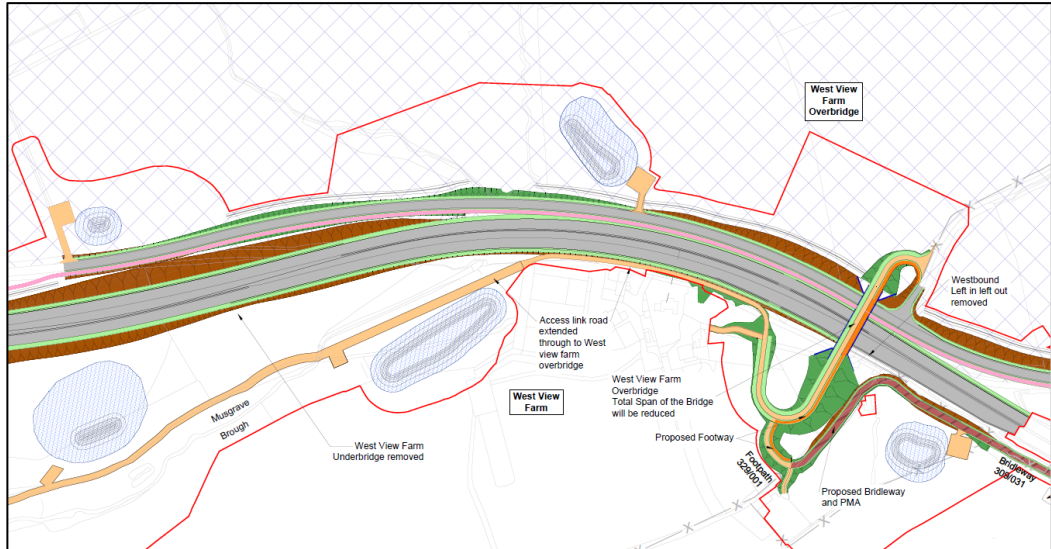 West View
Farm
Overbridge
Westbound
Left in left out
removed
Access link road
extended
through to West
view farm
overbridge
West View Farm
Overbridge
Total Span of the Bridge
will be reduced
West View
Farm
Musgrave
Brough
West View Farm
Underbridge removed
Proposed Footway
Footpath
329/001
Proposed Bridleway
and PMA
Bridleway
309/031